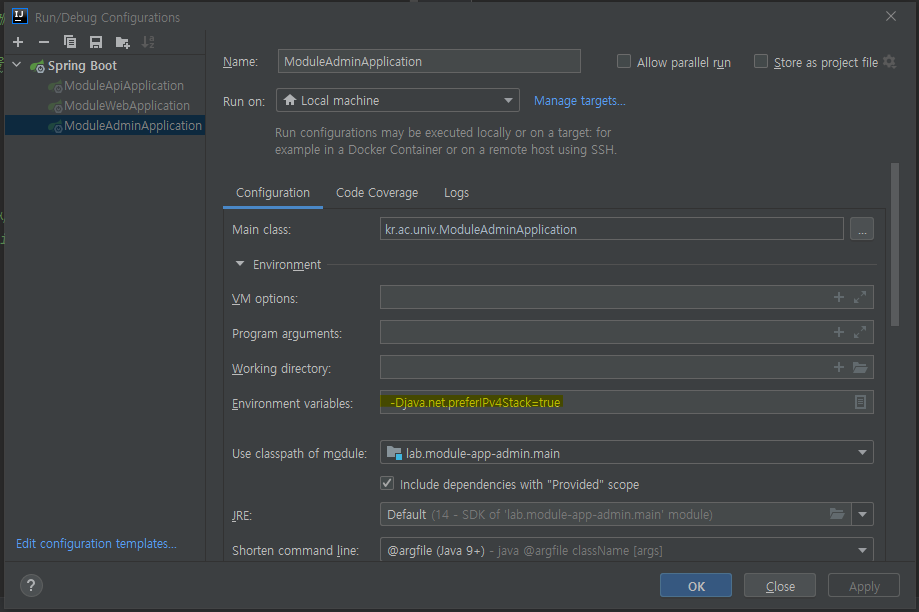 IJ Run/Debug Configurations
Spring Boot
ModuleApiApplication
ModuleWebApplication
ModuleAdminApplication
Edit configuration templates...
Name: ModuleAdminApplication Allow parallel run Store as project file
Run on: Local machine Manage targets...
Run configurations may be executed locally or on a target: for
example in a Docker Container or on a remote host using SSH.
Configuration Code Coverage Logs
Main class: kr.ac.univ.ModuleAdminApplication ...
Environment
VM options:
Program arguments:
Working directory:
Environment variables: -Djava.net.preferIPv4Stack=true
Use classpath of module: lab.module-app-admin.main
Include dependencies with "Provided" scope
JRE: Default (14 - SDK of 'lab.module-app-admin.main' module)
Shorten command line: @argfile (Java 9+) - java @argfile className [args]
? OK Close Apply